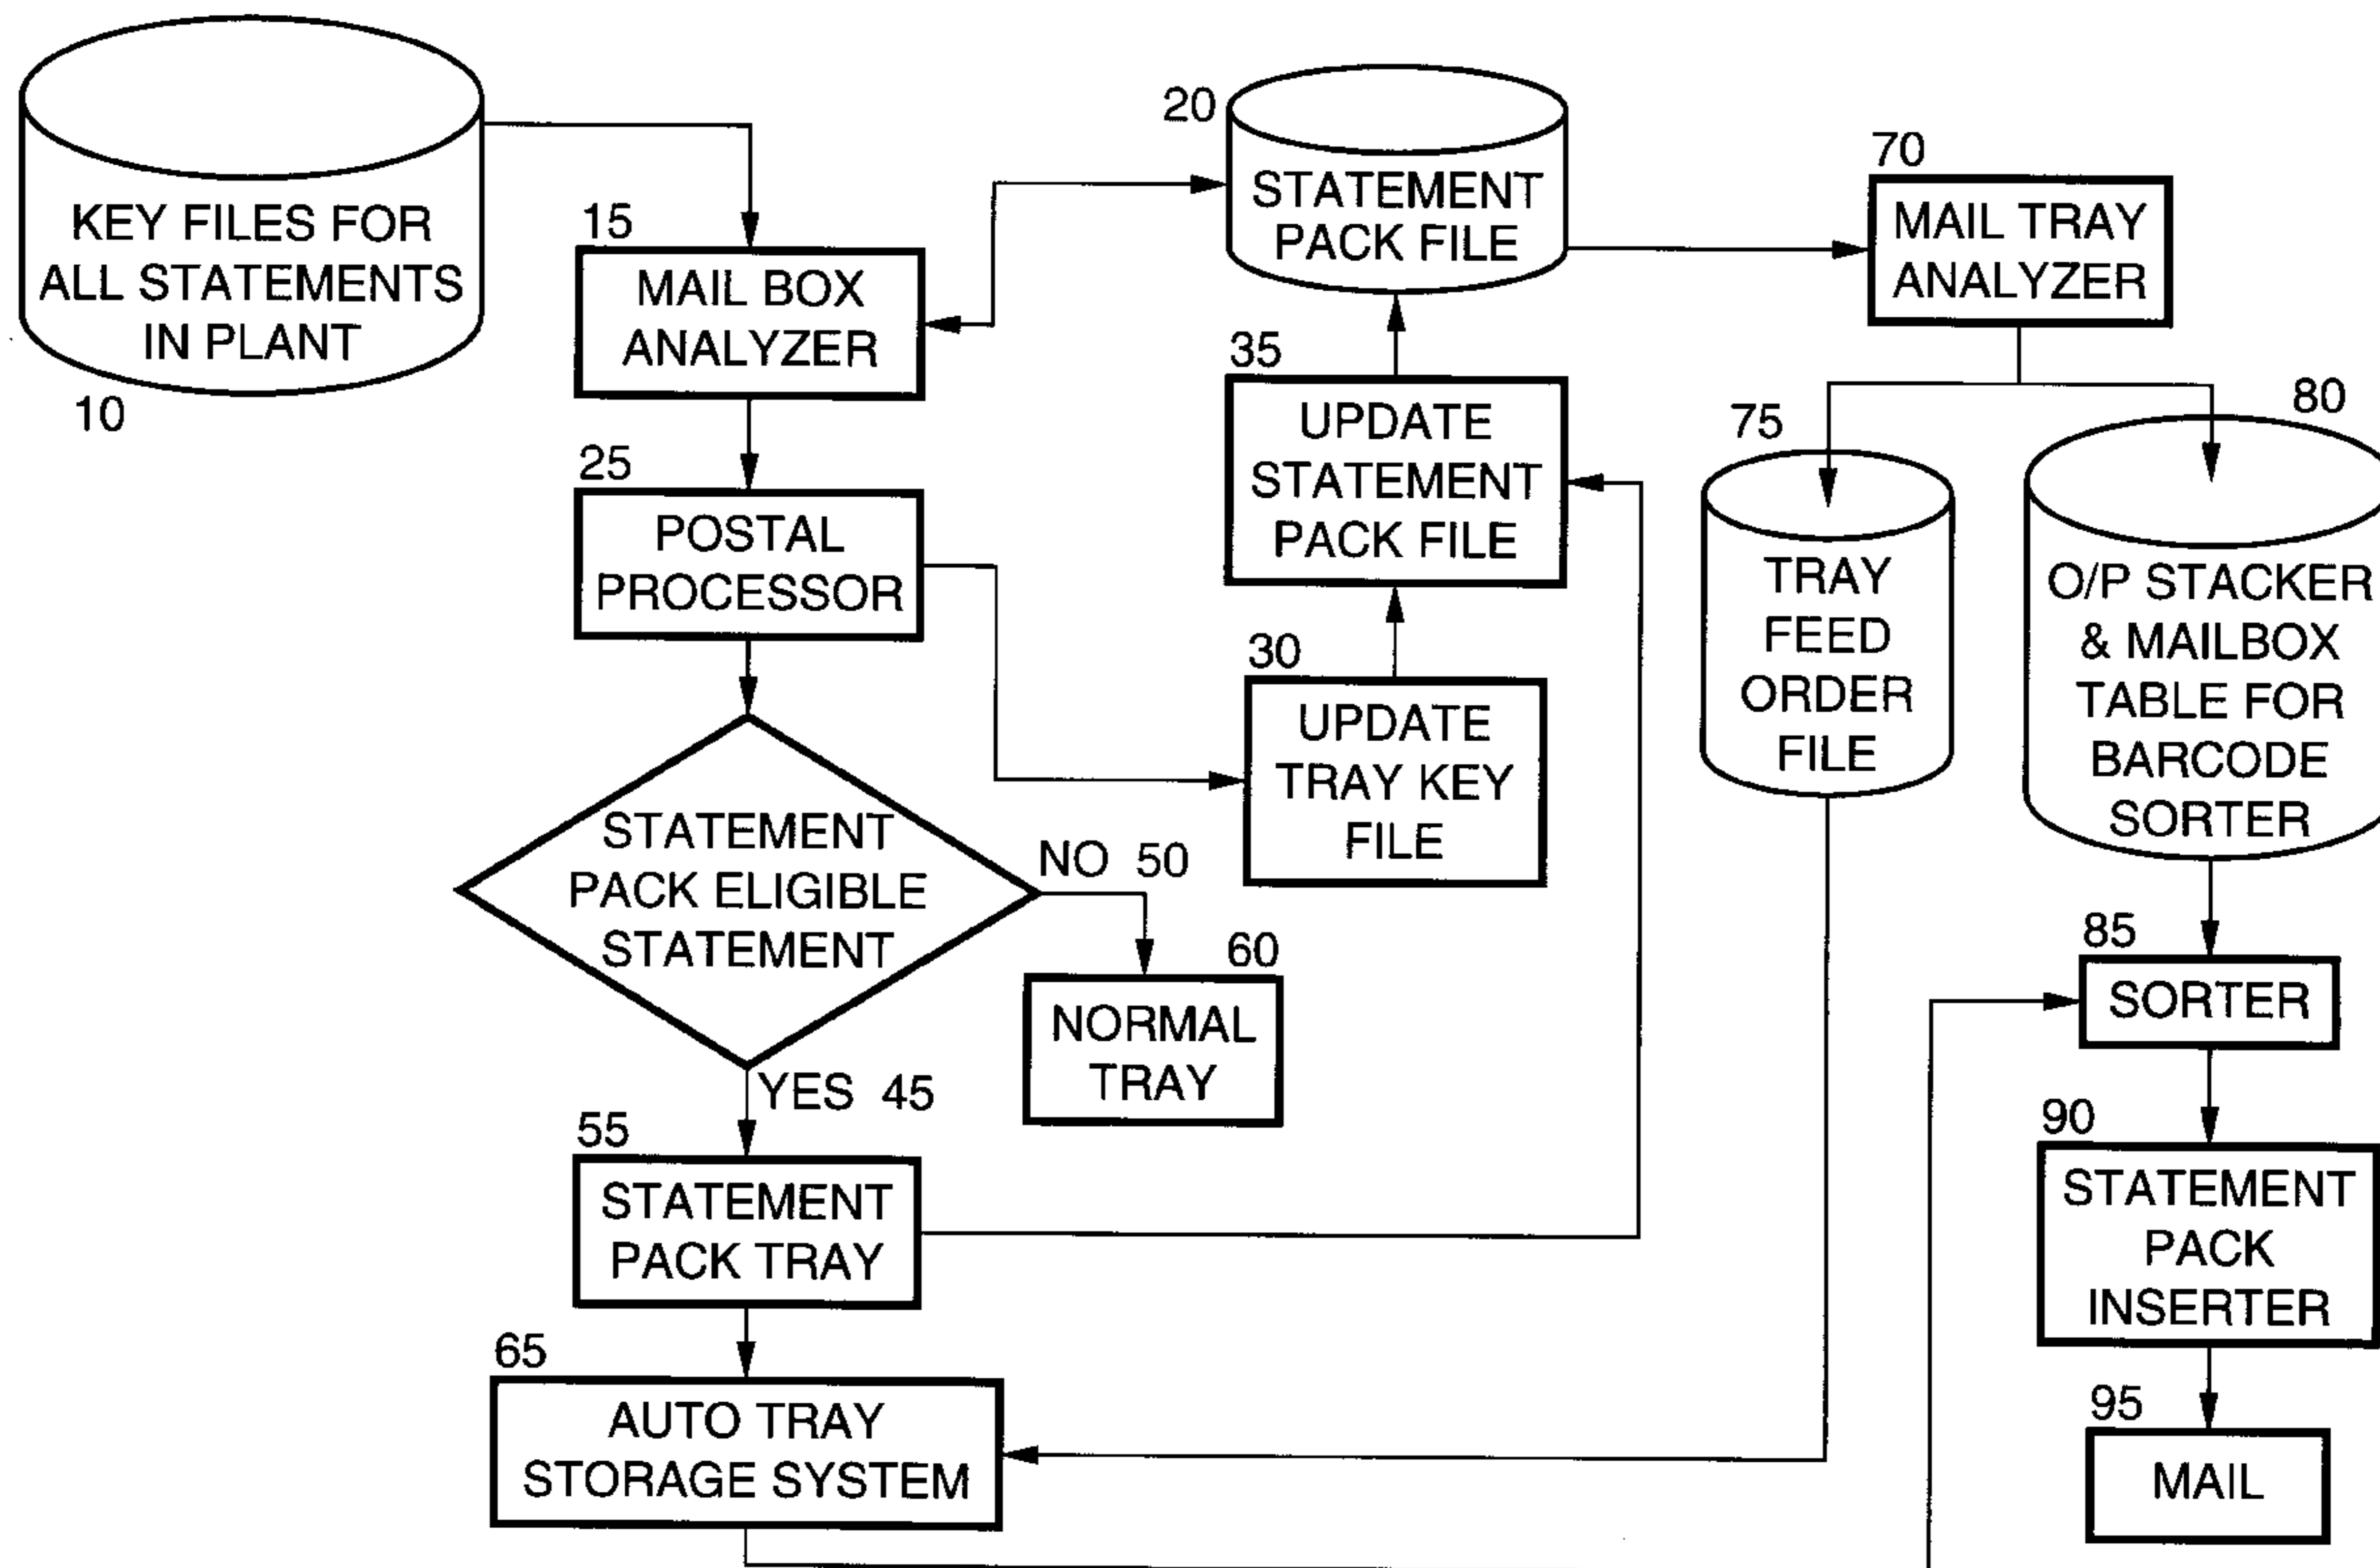 KEY FILES FOR
ALL STATEMENTS
IN PLANT
10
15
MAIL BOX
ANALYZER
20
STATEMENT
PACK FILE
25
POSTAL
PROCESSOR
30
UPDATE
TRAY KEY
FILE
35
UPDATE
STATEMENT
PACK FILE
STATEMENT
PACK ELIGIBLE
STATEMENT
NO 50
YES 45
60
NORMAL
TRAY
55
STATEMENT
PACK TRAY
65
AUTO TRAY
STORAGE SYSTEM
70
MAIL TRAY
ANALYZER
75
TRAY
FEED
ORDER
FILE
80
O/P STACKER
& MAILBOX
TABLE FOR
BARCODE
SORTER
85
SORTER
90
STATEMENT
PACK
INSERTER
95
MAIL